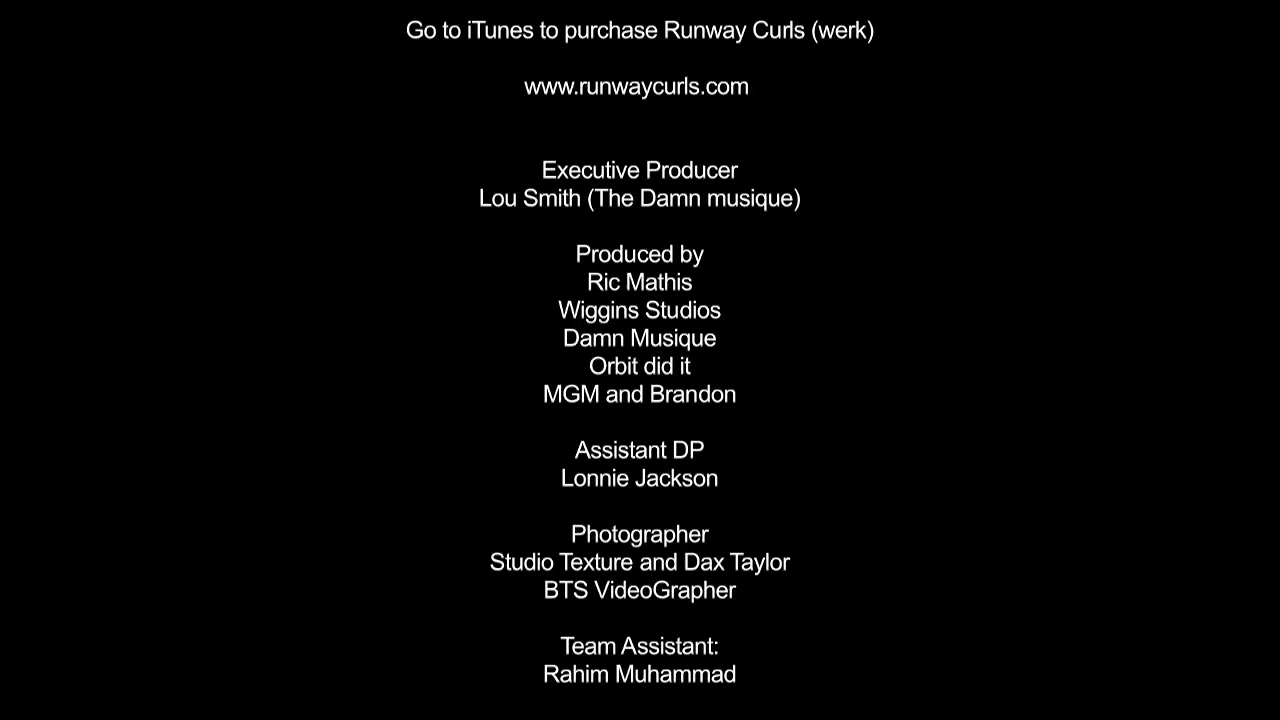 Go to iTunes to purchase Runway Curls (werk)
www.runwaycurls.com
Executive Producer
Lou Smith (The Damn musique)
Produced by
Ric Mathis
Wiggins Studios
Damn Musique
Orbit did it
MGM and Brandon
Assistant DP
Lonnie Jackson
Photographer
Studio Texture and Dax Taylor
BTS VideoGrapher
Team Assistant:
Rahim Muhammad